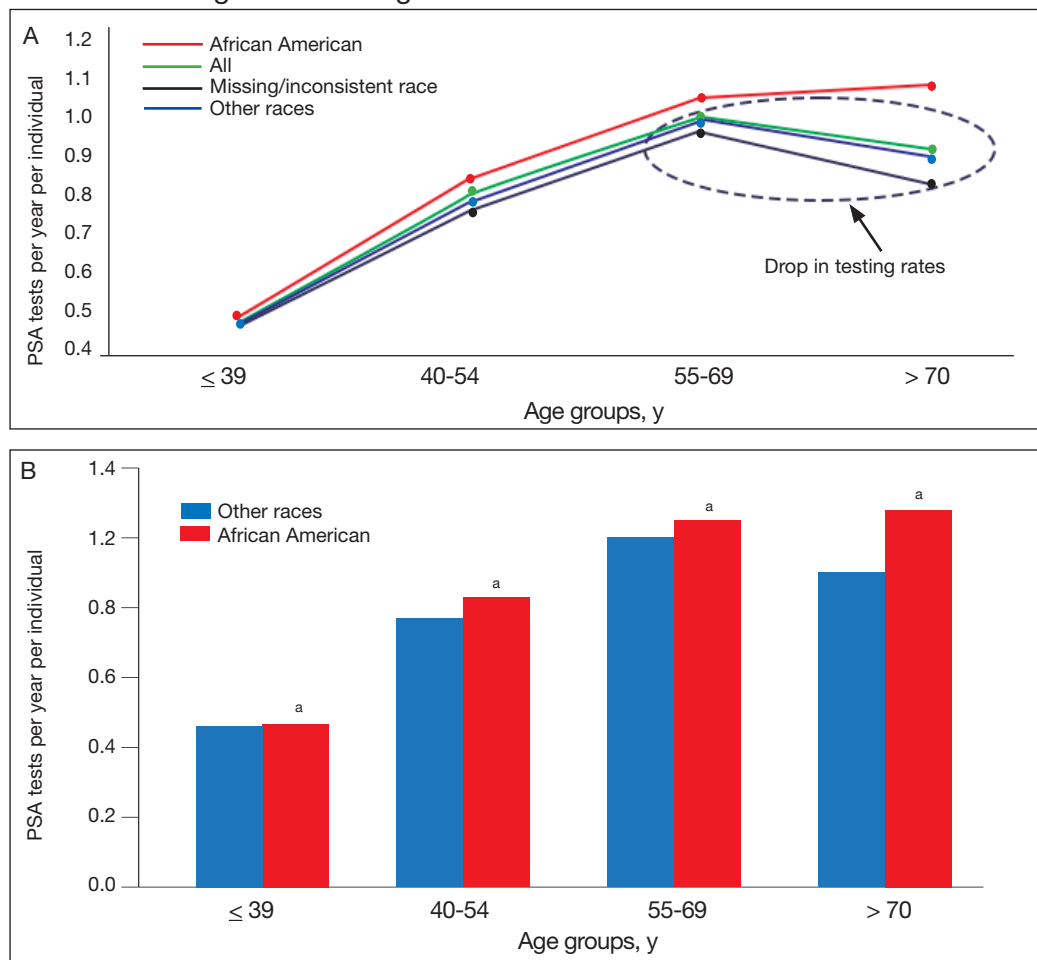 A
1.2
1.1
1.0
0.9
0.8
0.7
0.6
0.5
0.4
PSA tests per year per individual
African American
All
Missing/inconsistent race
Other races
Drop in testing rates
≤ 39 40-54 55-69 > 70
Age groups, y
B
1.4
1.2
0.8
0.6
0.4
0.2
0.0
PSA tests per year per individual
Other races
African American
a
a
a
a
≤ 39 40-54 55-69 > 70
Age groups, y